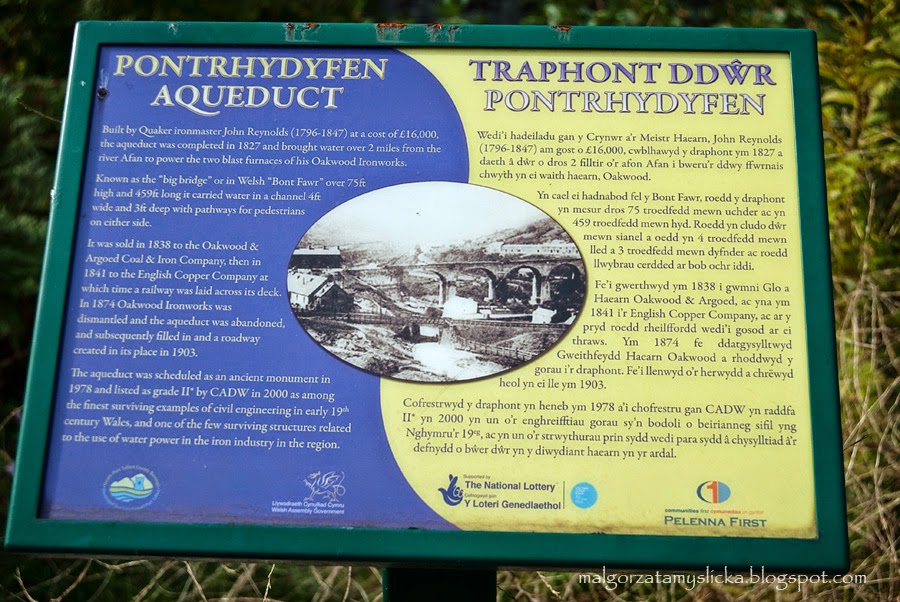 PONTRHYDYFEN
AQUEDUCT
Built by Quaker ironmaster John Reynolds (1796-1847) at a cost of £16,000,
the aqueduct was completed in 1827 and brought water over 2 miles from the
river Afan to power the two blast furnaces of his Oakwood Ironworks.
Known as the "big bridge" or in Welsh "Bont Fawr" over 75ft
high and 459ft long it carried water in a channel 4ft
wide and 3ft deep with pathways for pedestrians
on either side.
It was sold in 1838 to the Oakwood &
Argoed Coal & Iron Company, then in
1841 to the English Copper Company at
which time a railway was laid across its deck.
In 1874 Oakwood Ironworks was
dismantled and the aqueduct was abandoned,
and subsequently filled in and a roadway
created in its place in 1903.
The aqueduct was scheduled as an ancient monument in
1978 and listed as grade II* by CADW in 2000 as among
the finest surviving examples of civil engineering in early 19th
century Wales, and one of the few surviving structures related
to the use of water power in the iron industry in the region.
Llywodraeth Cynulliad Cymru
Welsh Assembly Government
TRAPHONT DDŴR
PONTRHYDYFEN
Wedi'i hadeiladu gan y Crynwr a'r Meistr Haearn, John Reynolds
(1796-1847) am gost o £16,000, cwblhawyd y draphont ym 1827 a
daeth â dŵr o dros 2 filltir o'r afon Afan i bweru'r ddwy ffwrnais
chwyth yn ei waith haearn, Oakwood.
Yn cael ei hadnabod fel y Bont Fawr, roedd y draphont
yn mesur dros 75 troedfedd mewn uchder ac yn
459 troedfedd mewn hyd. Roedd yn cludo dŵr
mewn sianel a oedd yn 4 troedfedd mewn
lled a 3 troedfedd mewn dyfnder ac roedd
llwybrau cerdded ar bob ochr iddi.
Fe'i gwerthwyd ym 1838 i gwmni Glo a
Haearn Oakwood & Argoed, ac yna ym
1841 i'r English Copper Company, ac ar y
pryd roedd rheilffordd wedi'i gosod ar ei
thraws. Ym 1874 fe ddatgysylltwyd
Gweithfeydd Haearn Oakwood a rhoddwyd y
gorau i'r draphont. Fe'i llenwyd o'r herwydd a chrëwyd
heol yn ei lle ym 1903.
Cofrestrwyd y draphont yn heneb ym 1978 a'i chofrestru gan CADW yn raddfa
II* yn 2000 yn un o'r enghreifftiau gorau sy'n bodoli o beirianneg sifil yng
Nghymru'r 19eg, ac yn un o'r strwythurau prin sydd wedi para sydd â chysylltiad â'r
defnydd o bŵer dŵr yn y diwydiant haearn yn yr ardal.
Supported by
The National Lottery
Cefnogwyd gan
Y Loteri Genedlaethol
1
communities first cymunedau yn gyntaf
PELENNA FIRST
malgorzatamyslicka.blogspot.com